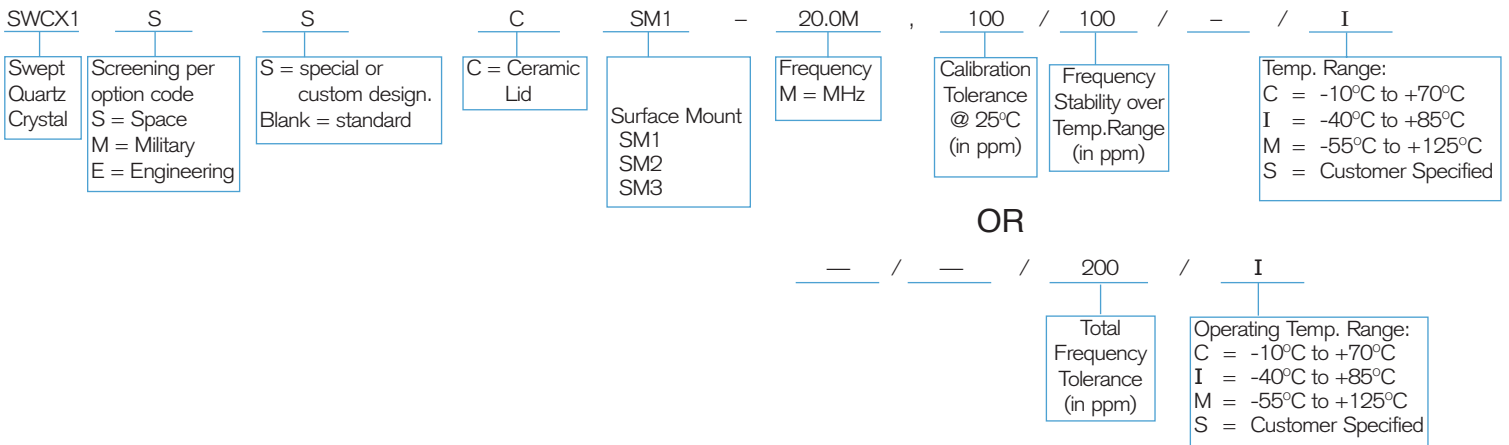 SWCX1 S S C SM1 – 20.0M , 100 / 100 / – / I
Swept
Quartz
Crystal
Screening per
option code
S = Space
M = Military
E = Engineering
S = special or
custom design.
Blank = standard
C = Ceramic
Lid
Surface Mount
SM1
SM2
SM3
Frequency
M = MHz
Calibration
Tolerance
@ 25°C
(in ppm)
Frequency
Stability over
Temp.Range
(in ppm)
Temp. Range:
C = -10°C to +70°C
I = -40°C to +85°C
M = -55°C to +125°C
S = Customer Specified
OR
— / — / 200 / I
Total
Frequency
Tolerance
(in ppm)
Operating Temp. Range:
C = -10°C to +70°C
I = -40°C to +85°C
M = -55°C to +125°C
S = Customer Specified